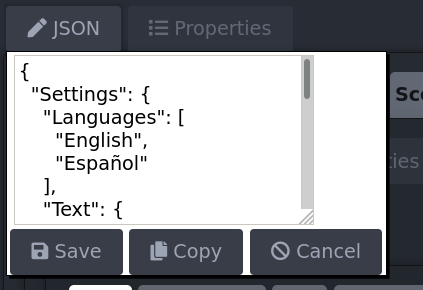 JSON
Properties
{
"Settings": {
"Languages": [
"English",
"Español"
],
"Text": {
Save
Copy
Cancel